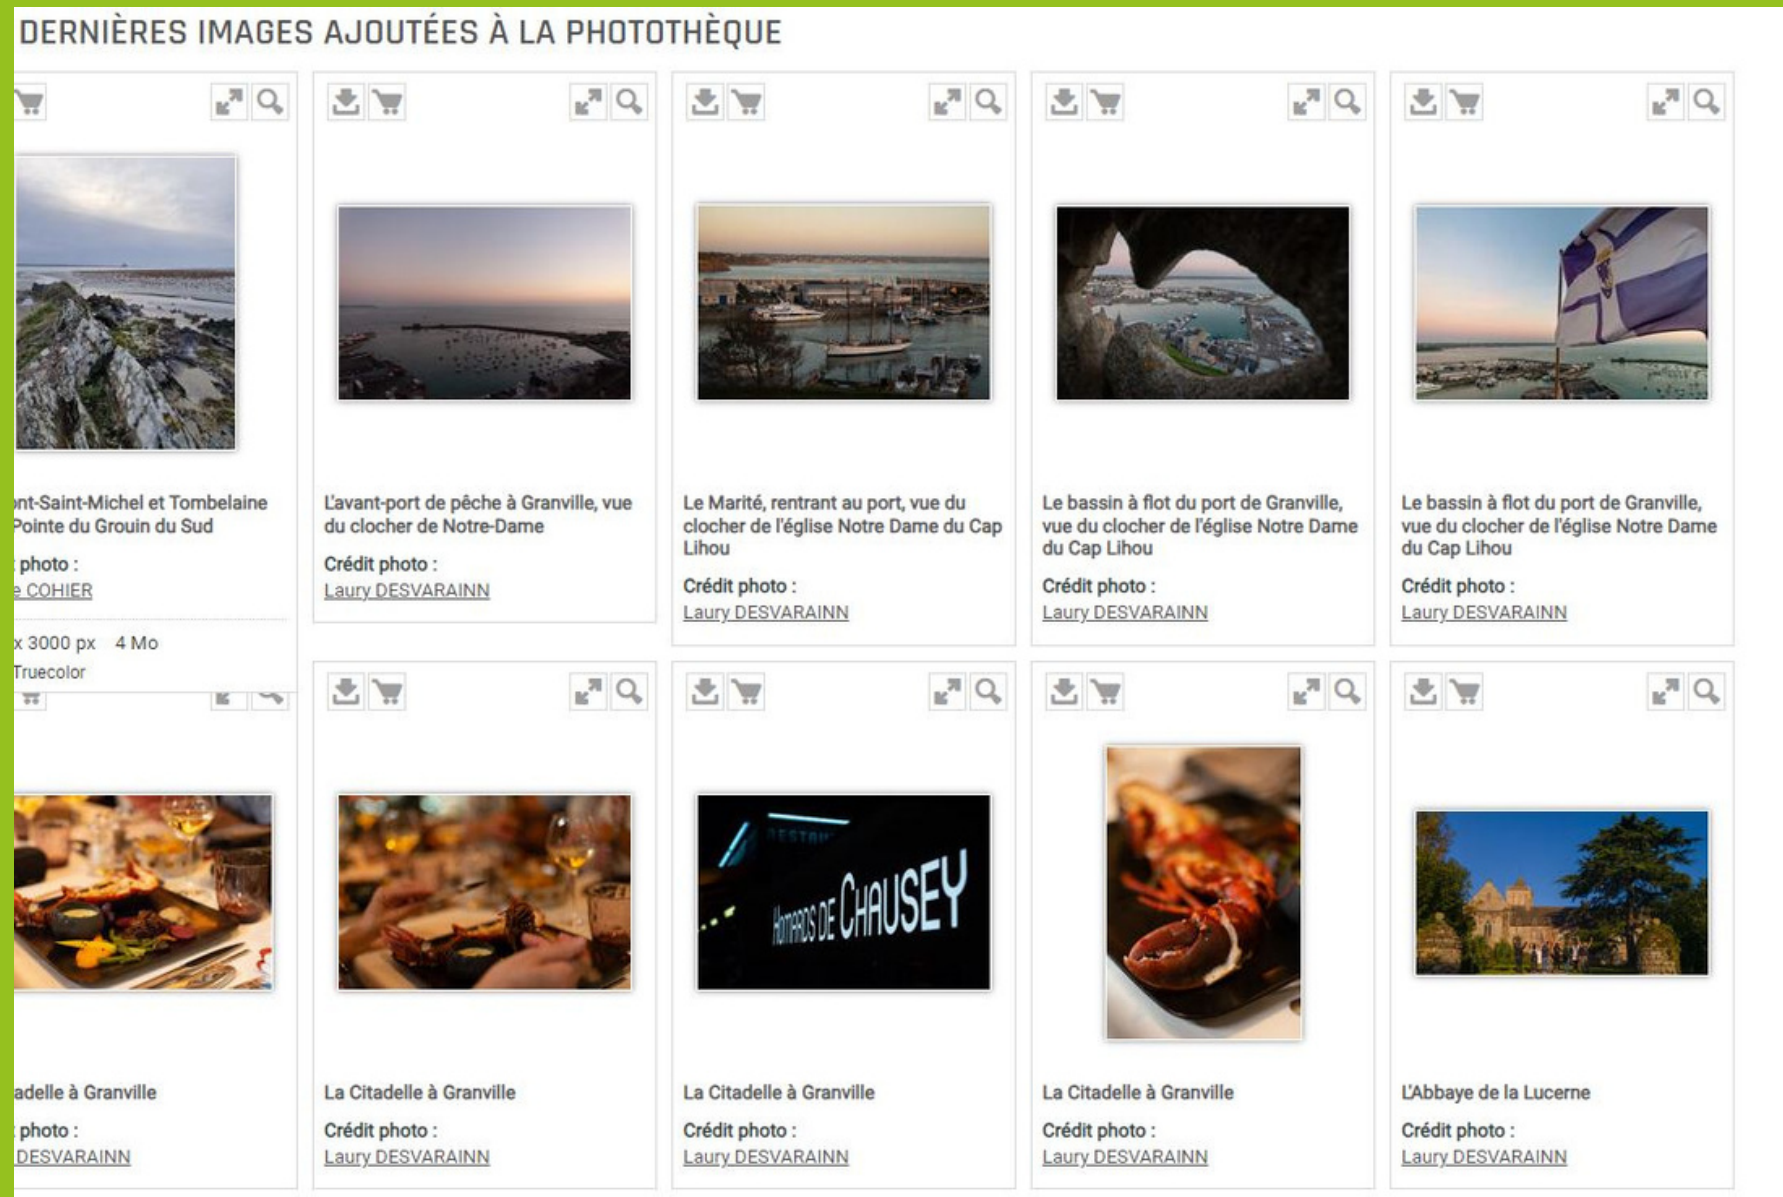 DERNIÈRES IMAGES AJOUTÉES À LA PHOTOTHÈQUE
ont-Saint-Michel et Tombelaine
Pointe du Grouin du Sud
photo :
e COHIER
x 3000 px 4 Mo
Truecolor
L'avant-port de pêche à Granville, vue
du clocher de Notre-Dame
Crédit photo :
Laury DESVARAINN
Le Marité, rentrant au port, vue du
clocher de l'église Notre Dame du Cap
Lihou
Crédit photo :
Laury DESVARAINN
Le bassin à flot du port de Granville,
vue du clocher de l'église Notre Dame
du Cap Lihou
Crédit photo :
Laury DESVARAINN
Le bassin à flot du port de Granville,
vue du clocher de l'église Notre Dame
du Cap Lihou
Crédit photo :
Laury DESVARAINN
adelle à Granville
photo :
DESVARAINN
La Citadelle à Granville
Crédit photo :
Laury DESVARAINN
RESTAU
HOMARDS DE CHAUSEY
La Citadelle à Granville
Crédit photo :
Laury DESVARAINN
La Citadelle à Granville
Crédit photo :
Laury DESVARAINN
L'Abbaye de la Lucerne
Crédit photo :
Laury DESVARAINN